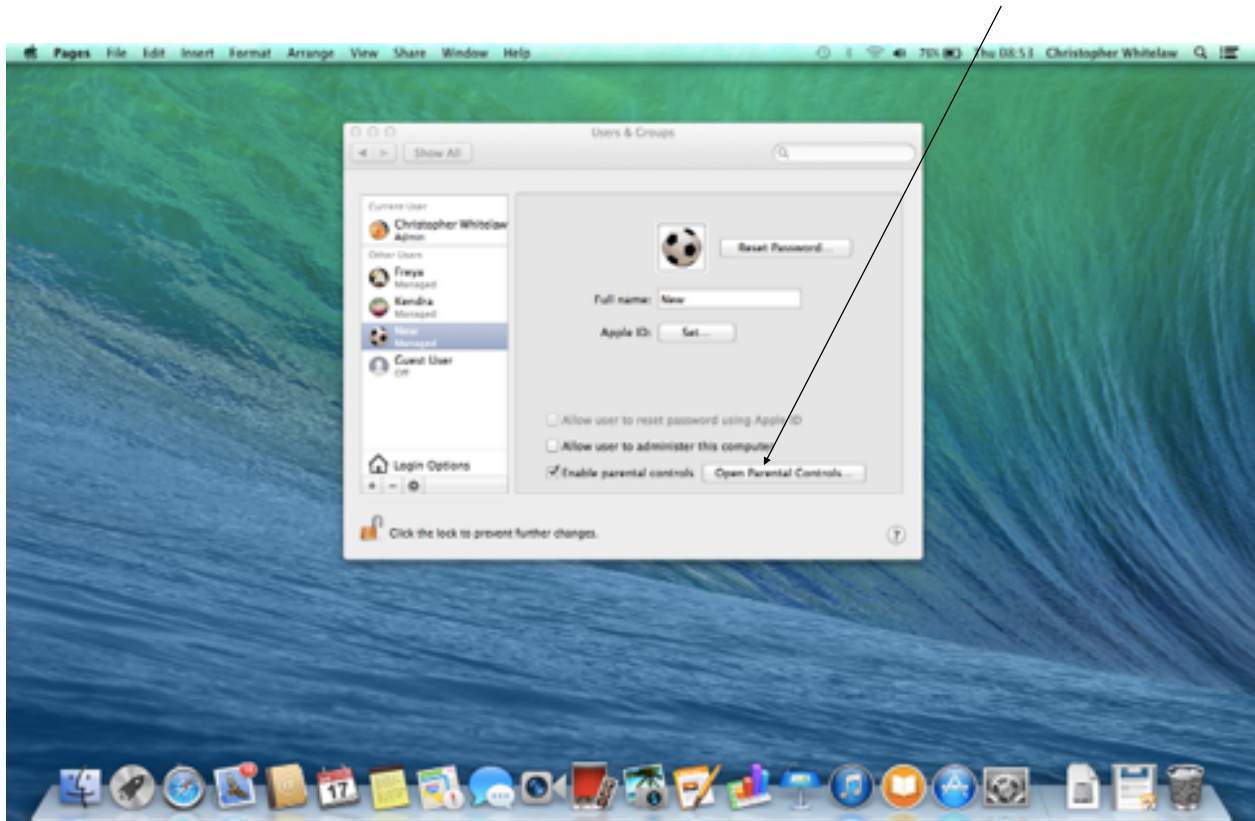 Pages File Edit Insert Format Arrange View Share Window Help 76% Thu 08:53 Christopher Whitelaw
Users & Groups
Show All
Current User
Christopher Whitelaw
Admin
Other Users
Freya
Managed
Kendra
Managed
New
Managed
Guest User
Off
Login Options
+ -
Reset Password...
Full name: New
Apple ID: Set...
Allow user to reset password using Apple ID
Allow user to administer this computer
Enable parental controls Open Parental Controls...
Click the lock to prevent further changes.
?
17